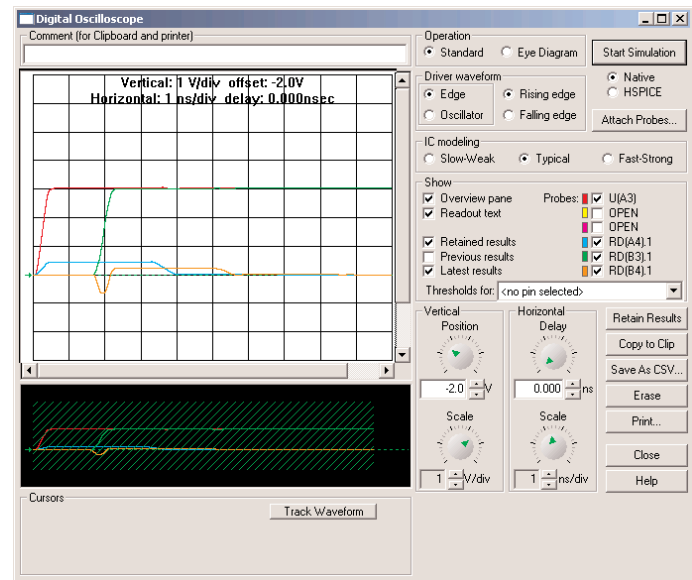 Digital Oscilloscope
Comment (for Clipboard and printer)
Vertical: 1 V/div offset: -2.0V
Horizontal: 1 ns/div delay: 0.000nsec
Cursors
Track Waveform
Operation
Standard Eye Diagram
Start Simulation
Driver waveform
Edge Rising edge
Oscillator Falling edge
Native
HSPICE
Attach Probes...
IC modeling
Slow-Weak Typical Fast-Strong
Show
Overview pane Probes: U(A3)
Readout text OPEN
OPEN
Retained results RD(A4).1
Previous results RD(B3).1
Latest results RD(B4).1
Thresholds for: <no pin selected>
Vertical
Position
-2.0 V
Scale
1 V/div
Horizontal
Delay
0.000 ns
Scale
1 ns/div
Retain Results
Copy to Clip
Save As CSV...
Erase
Print...
Close
Help